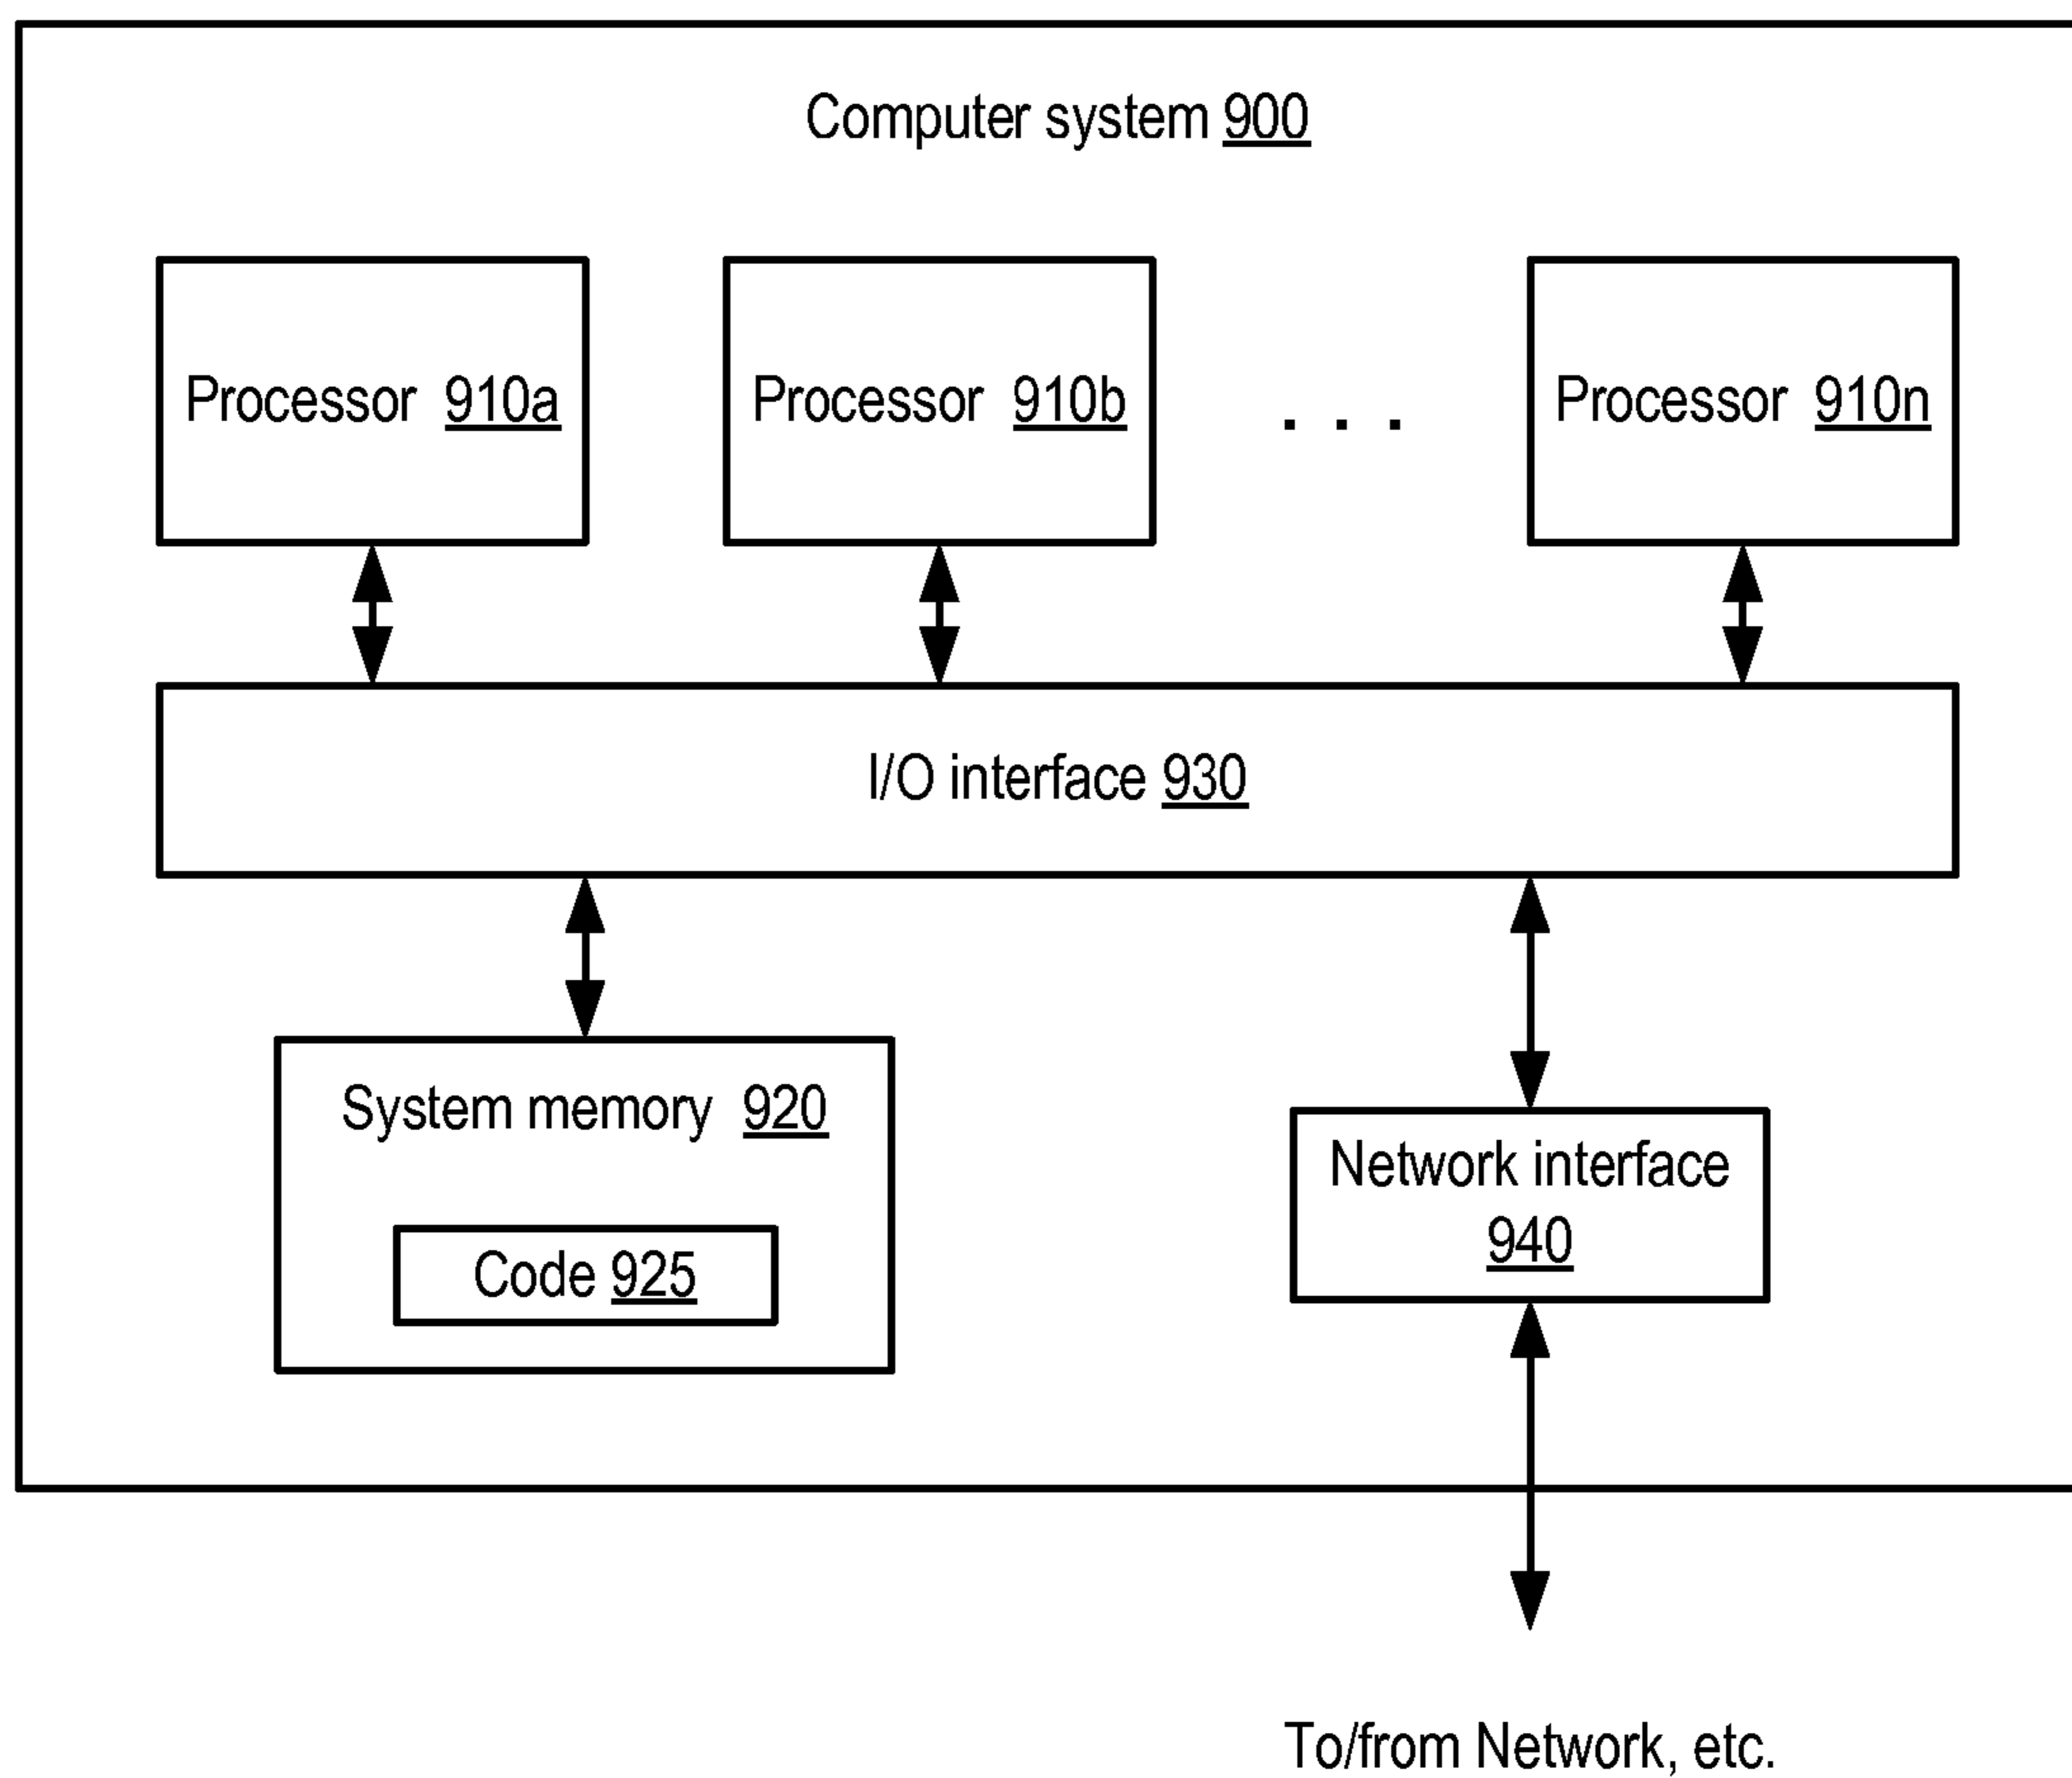 Computer system 900
Processor 910a
Processor 910b
. . .
Processor 910n
I/O interface 930
System memory 920
Code 925
Network interface
940
To/from Network, etc.